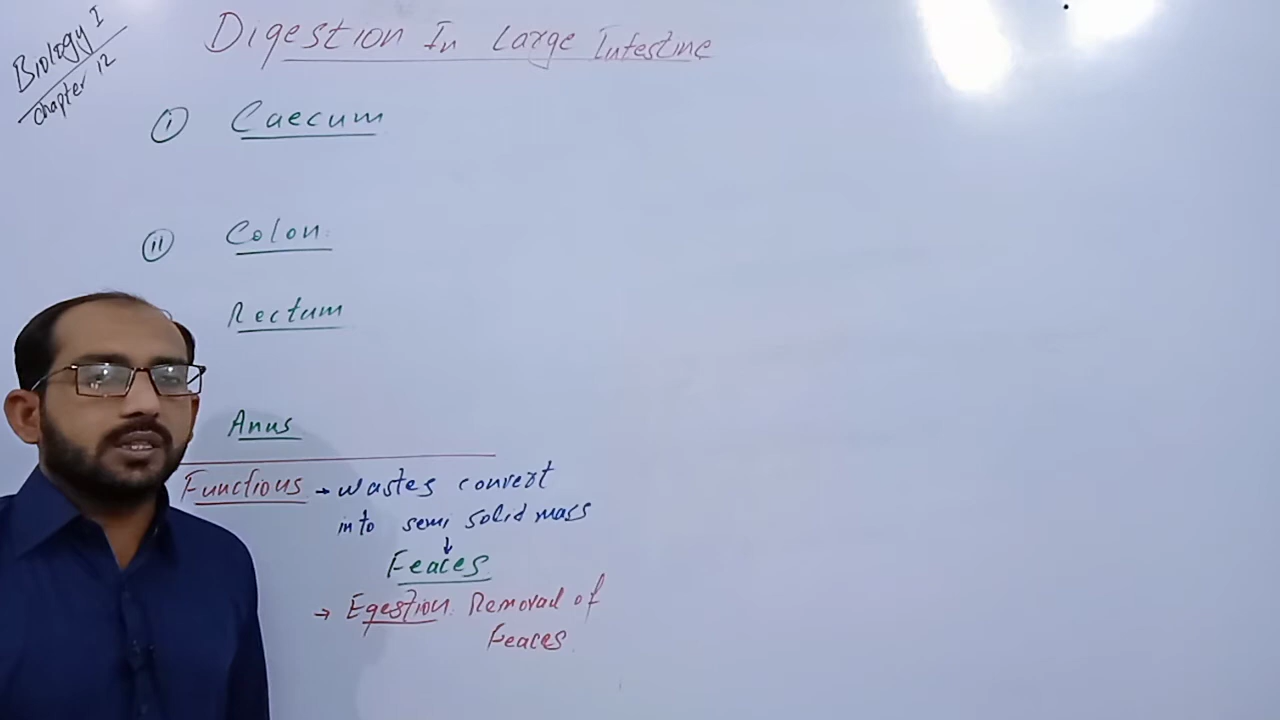 Biology I
Chapter 12
Digestion In Large Intestine
(i) Caecum
(ii) Colon.
Rectum
Anus
Functions → wastes convert
into semi solid mass
↓
Feaces
→ Egestion. Removal of
Feaces.